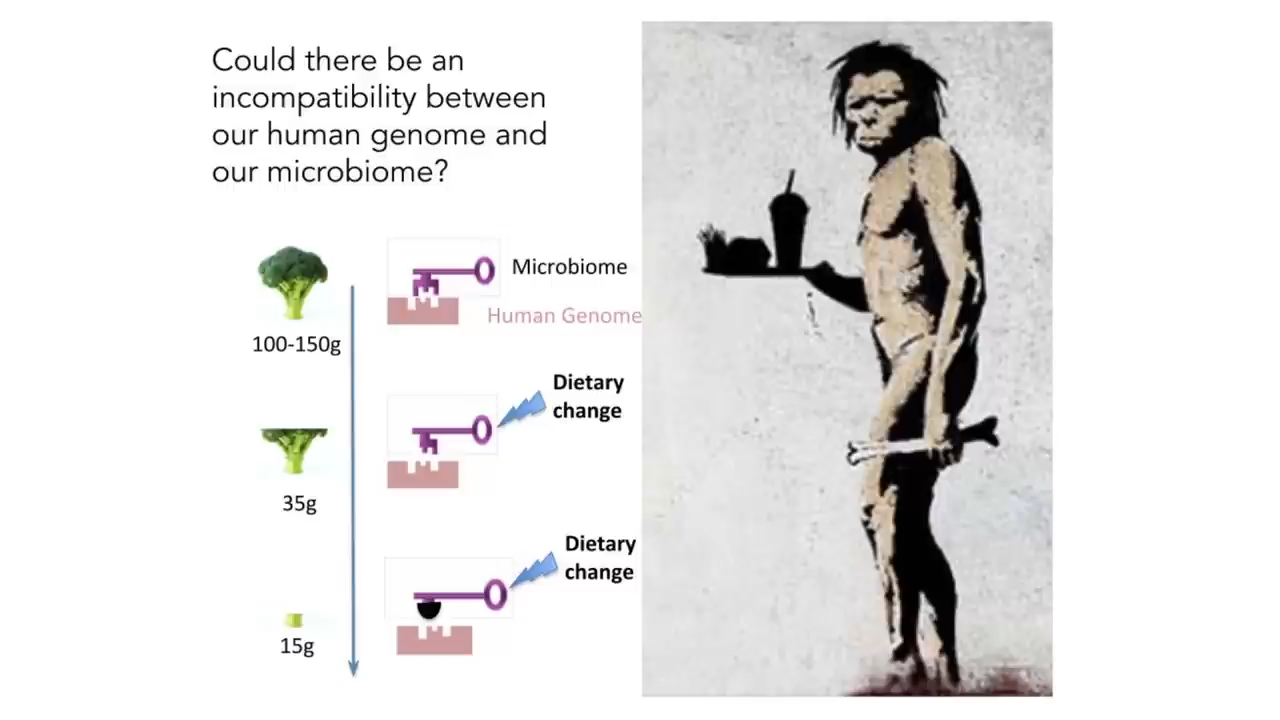 Could there be an
incompatibility between
our human genome and
our microbiome?
Microbiome
Human Genome
100-150g
Dietary
change
35g
Dietary
change
15g